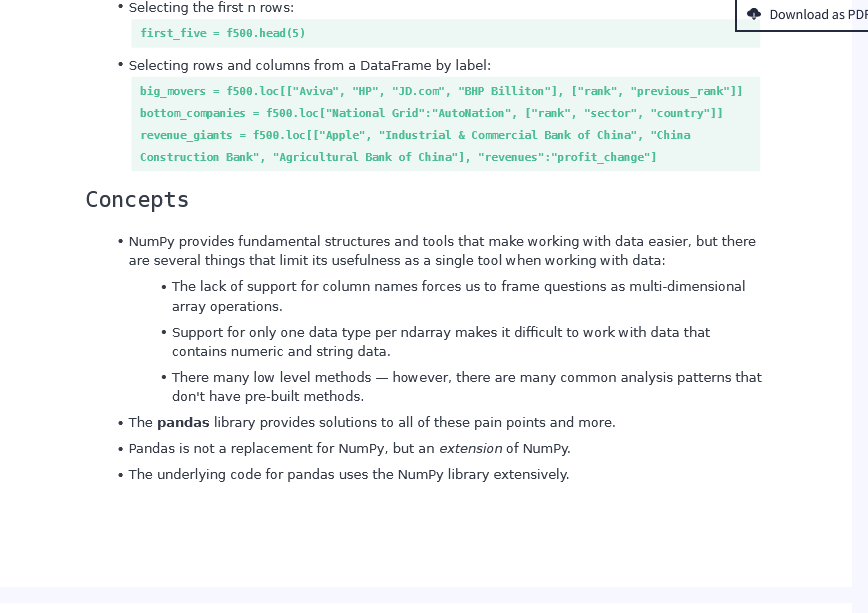 • Selecting the first n rows:
Download as PDF
first_five = f500.head(5)
• Selecting rows and columns from a DataFrame by label:
big_movers = f500.loc[["Aviva", "HP", "JD.com", "BHP Billiton"], ["rank", "previous_rank"]]
bottom_companies = f500.loc["National Grid":"AutoNation", ["rank", "sector", "country"]]
revenue_giants = f500.loc[["Apple", "Industrial & Commercial Bank of China", "China
Construction Bank", "Agricultural Bank of China"], "revenues":"profit_change"]
Concepts
• NumPy provides fundamental structures and tools that make working with data easier, but there
are several things that limit its usefulness as a single tool when working with data:
• The lack of support for column names forces us to frame questions as multi-dimensional
array operations.
• Support for only one data type per ndarray makes it difficult to work with data that
contains numeric and string data.
• There many low level methods — however, there are many common analysis patterns that
don't have pre-built methods.
• The pandas library provides solutions to all of these pain points and more.
• Pandas is not a replacement for NumPy, but an extension of NumPy.
• The underlying code for pandas uses the NumPy library extensively.